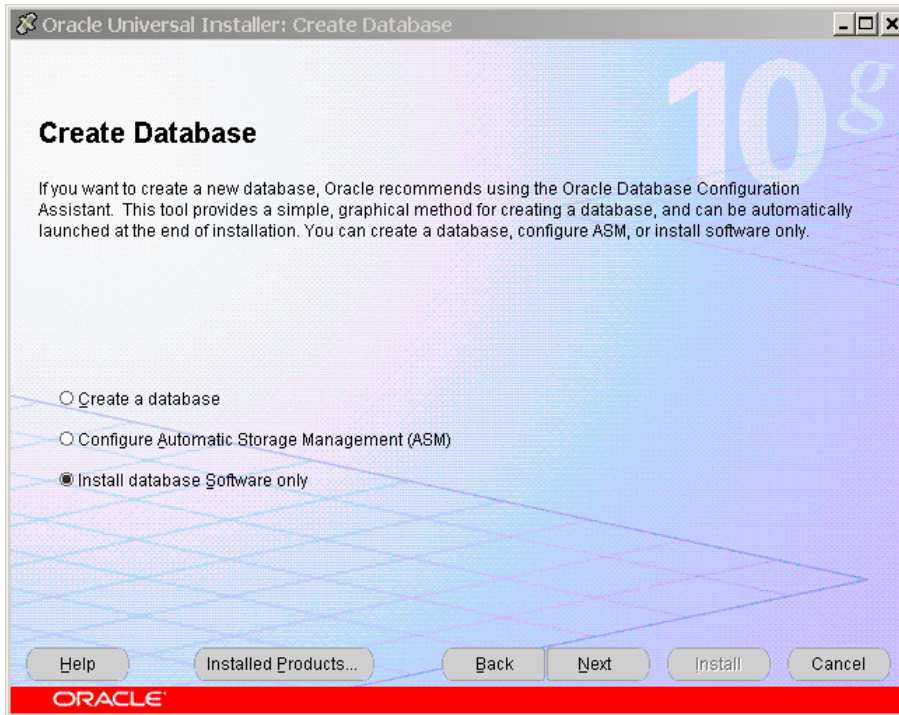 Oracle Universal Installer: Create Database
10g
Create Database
If you want to create a new database, Oracle recommends using the Oracle Database Configuration
Assistant. This tool provides a simple, graphical method for creating a database, and can be automatically
launched at the end of installation. You can create a database, configure ASM, or install software only.
Create a database
Configure Automatic Storage Management (ASM)
Install database Software only
Help Installed Products... Back Next Install Cancel
ORACLE